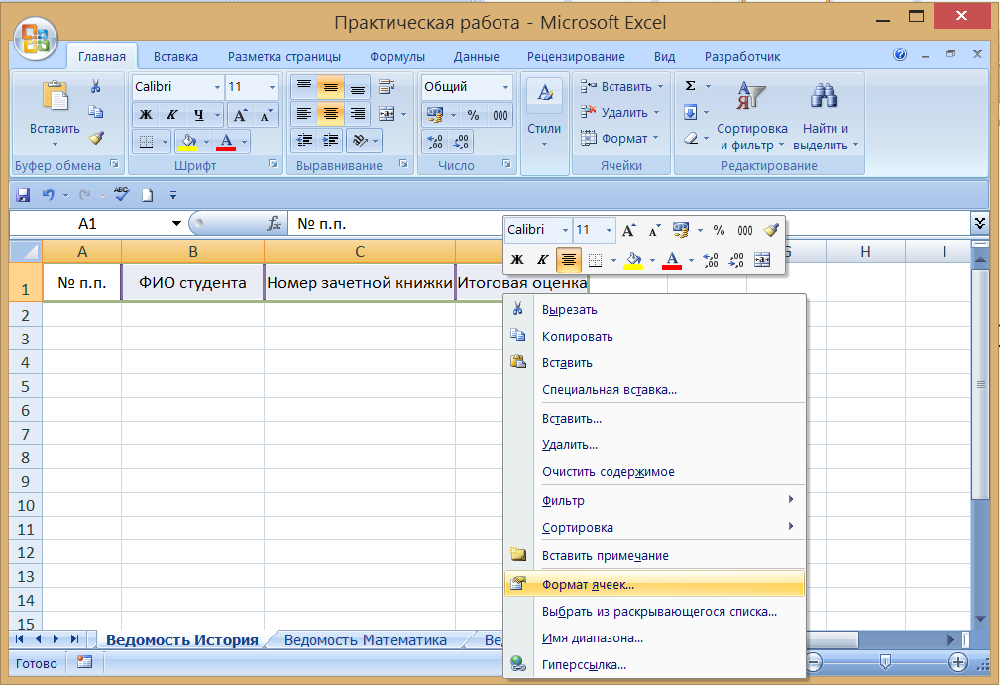 Практическая работа - Microsoft Excel
Главная Вставка Разметка страницы Формулы Данные Рецензирование Вид Разработчик
Calibri 11 Общий Вставить Σ
Удалить
Ж К Ч А А % 000
Вставить Стили Сортировка и фильтр Найти и выделить
А ,00 Формат
Буфер обмена Шрифт Выравнивание Число Ячейки Редактирование
ABC
A1 fx № п.п.
Calibri 11 А А % 000
Ж К А
A B C G H I
1 № п.п. ФИО студента Номер зачетной книжки Итоговая оценка
2
3
4
5
6
7
8
9
10
11
12
13
14
15
Вырезать
Копировать
Вставить
Специальная вставка...
Вставить...
Удалить...
Очистить содержимое
Фильтр
Сортировка
Вставить примечание
Формат ячеек...
Выбрать из раскрывающегося списка...
Имя диапазона...
Гиперссылка...
Ведомость История Ведомость Математика Ве
Готово